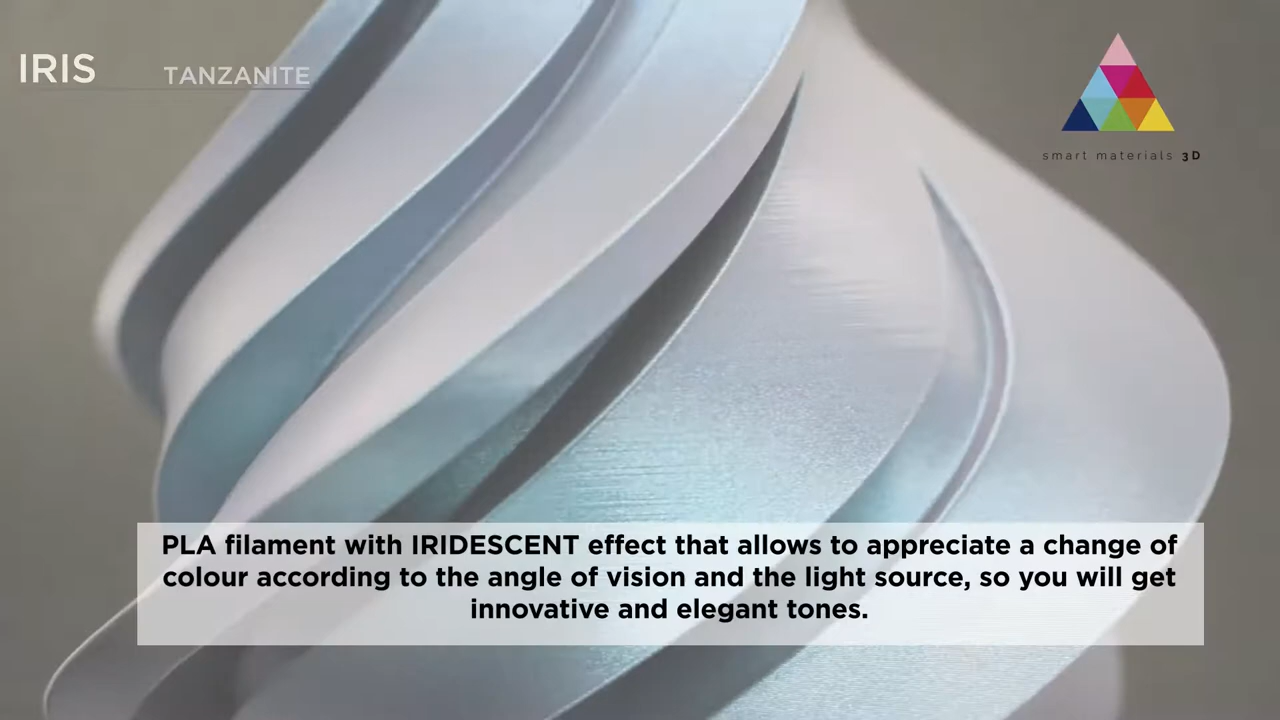 IRIS
TANZANITE
smart materials 3D
PLA filament with IRIDESCENT effect that allows to appreciate a change of
colour according to the angle of vision and the light source, so you will get
innovative and elegant tones.